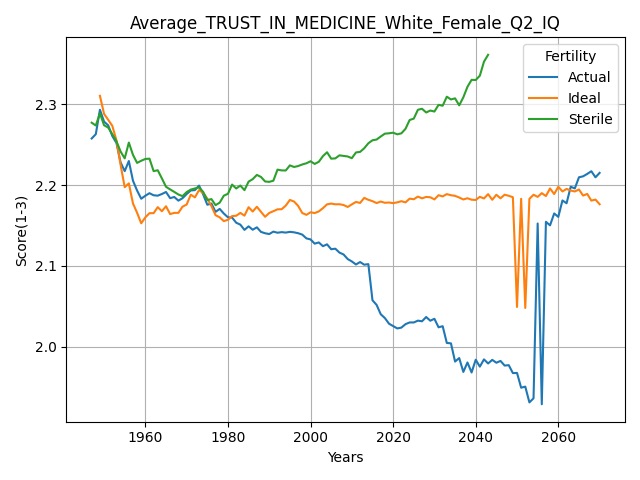 Average_TRUST_IN_MEDICINE_White_Female_Q2_IQ
Fertility
Actual
Ideal
Sterile
Score(1-3)
2.3
2.2
2.1
2.0
1960 1980 2000 2020 2040 2060
Years